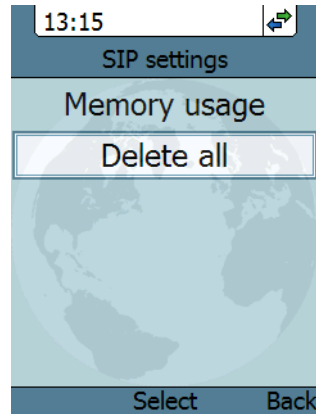 13:15
SIP settings
Memory usage
Delete all
Select Back